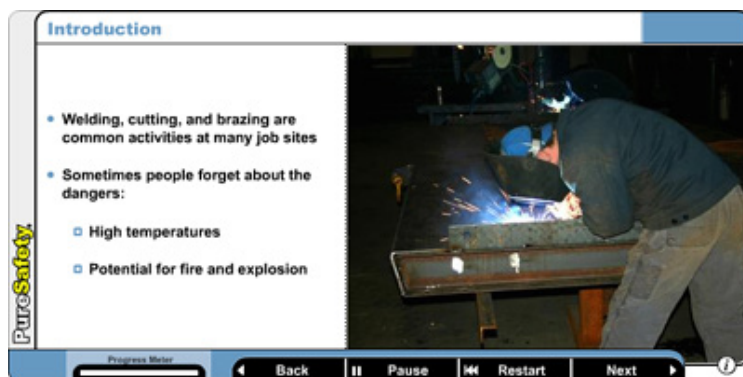 Introduction
Welding, cutting, and brazing are
common activities at many job sites
Sometimes people forget about the
dangers:
High temperatures
Potential for fire and explosion
PureSafety
Progress Meter
Back
Pause
Restart
Next
i